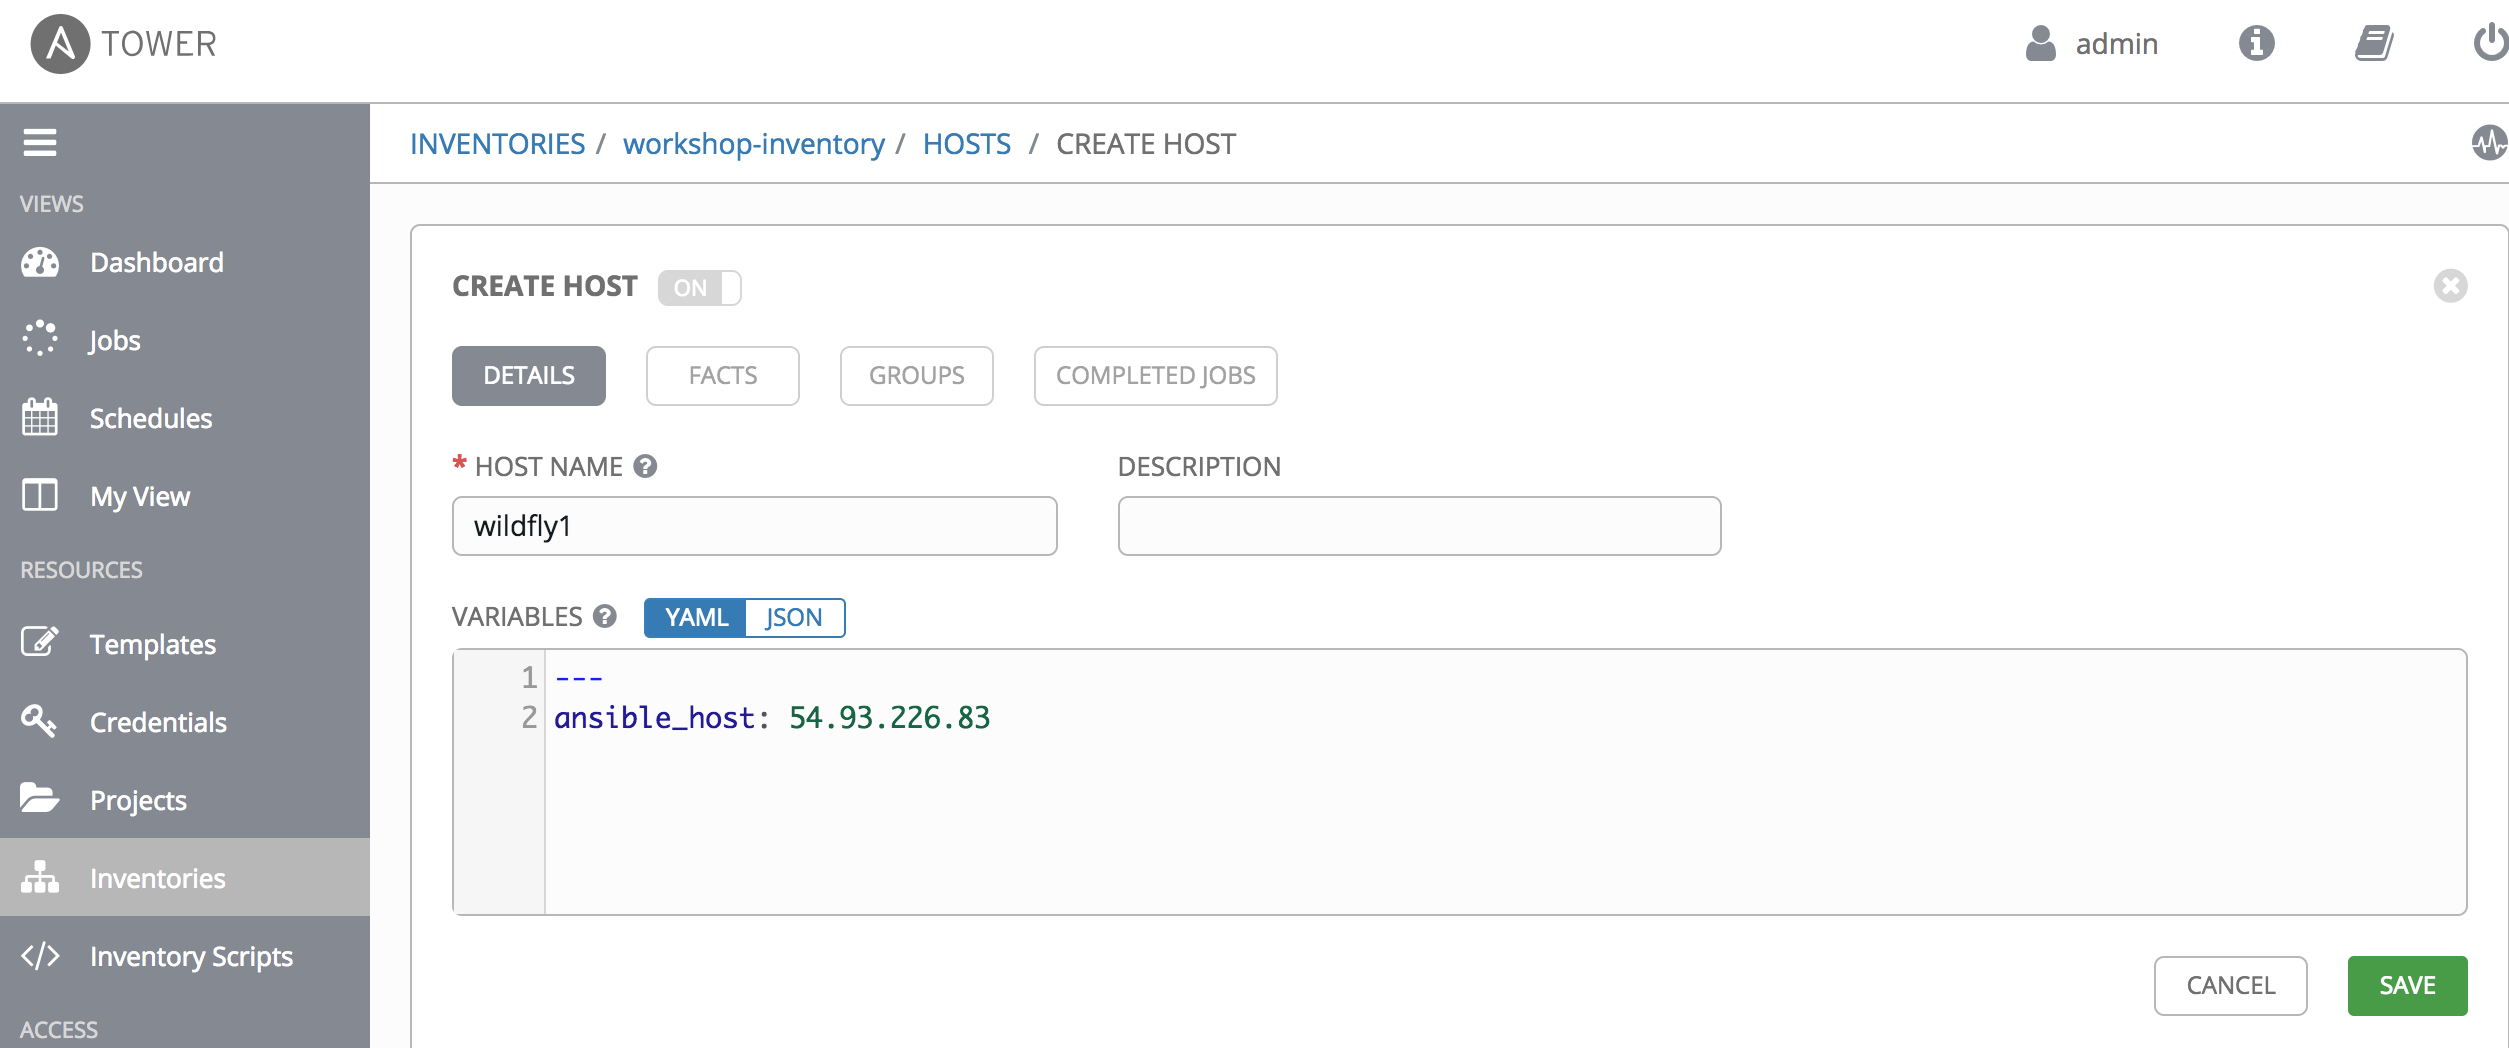 TOWER
admin
INVENTORIES / workshop-inventory / HOSTS / CREATE HOST
VIEWS
Dashboard
Jobs
Schedules
My View
RESOURCES
Templates
Credentials
Projects
Inventories
Inventory Scripts
ACCESS
CREATE HOST ON
DETAILS FACTS GROUPS COMPLETED JOBS
* HOST NAME ? DESCRIPTION
wildfly1
VARIABLES ? YAML JSON
1 ---
2 ansible_host: 54.93.226.83
CANCEL SAVE